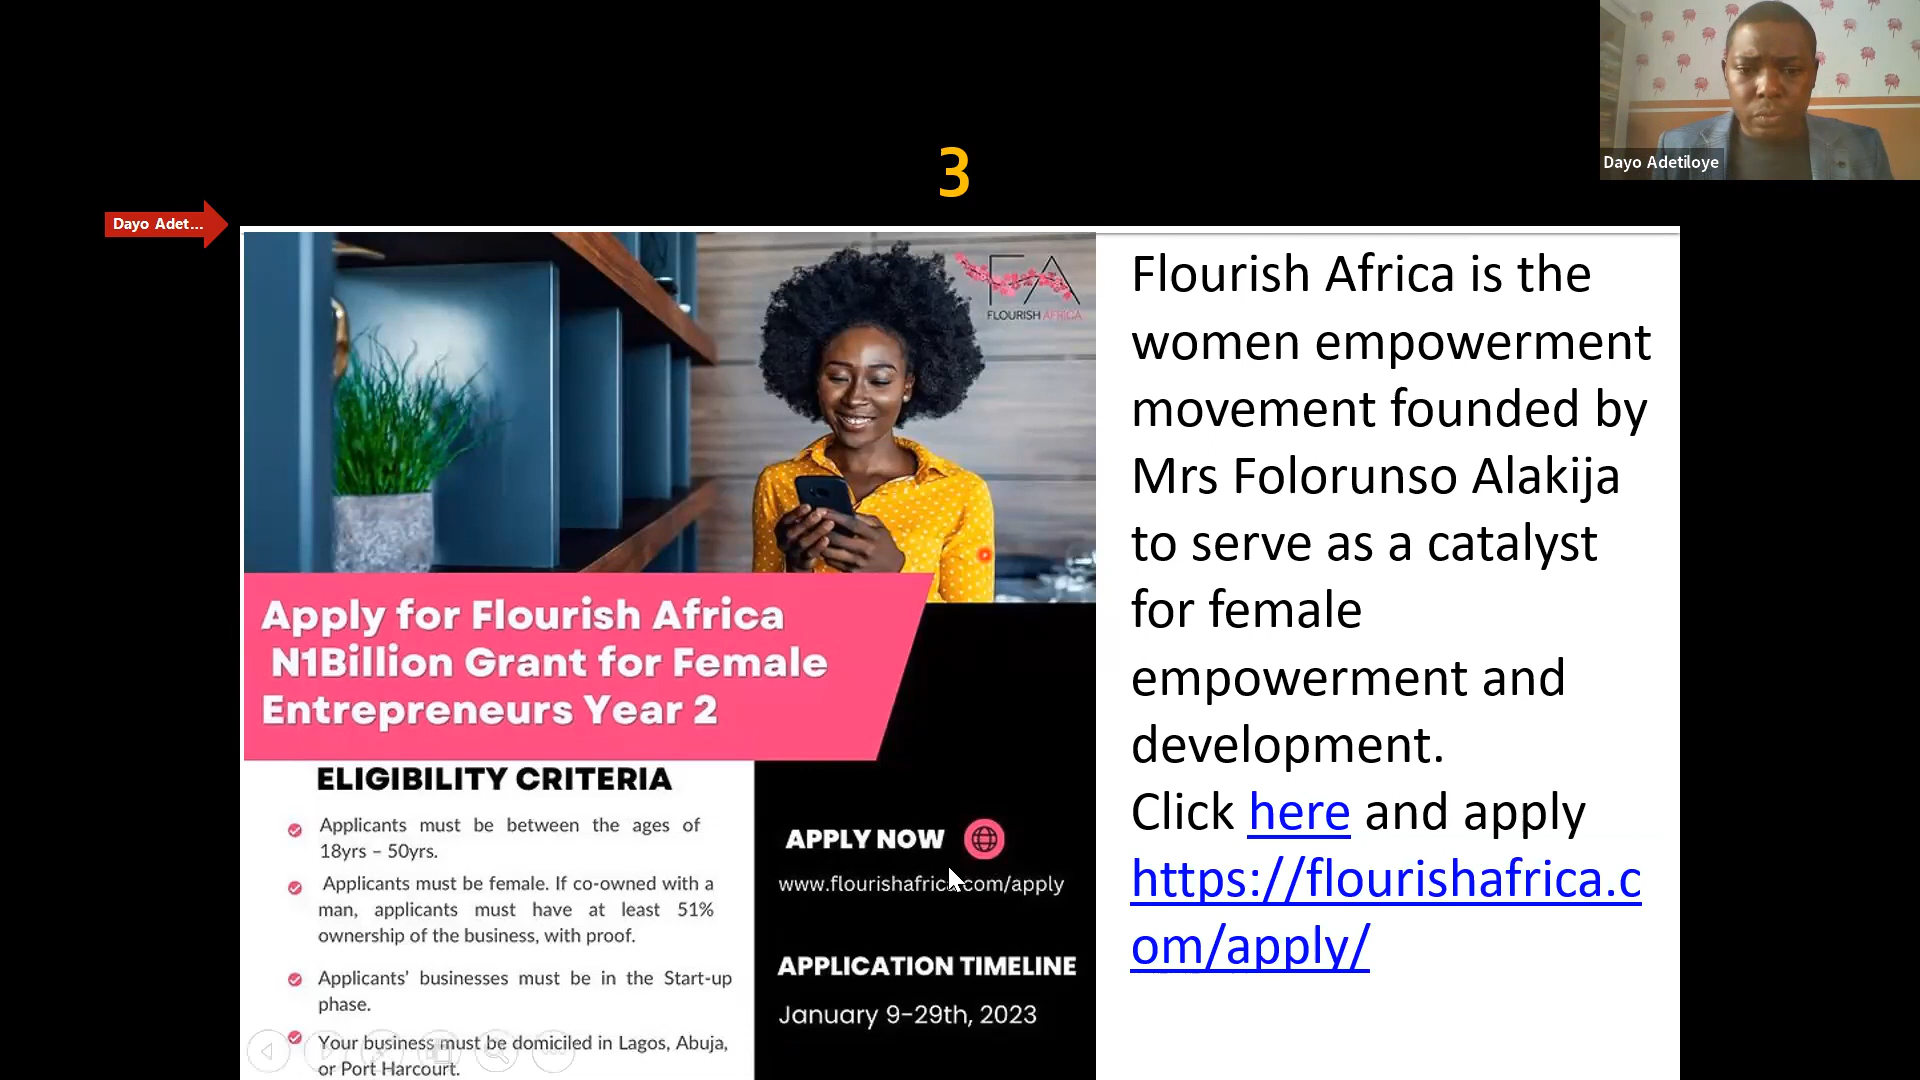 Dayo Adetiloye
3
Dayo Adet...
FLOURISH AFRICA
Apply for Flourish Africa
N1Billion Grant for Female
Entrepreneurs Year 2
ELIGIBILITY CRITERIA
Applicants must be between the ages of
18yrs – 50yrs.
Applicants must be female. If co-owned with a
man, applicants must have at least 51%
ownership of the business, with proof.
Applicants' businesses must be in the Start-up
phase.
Your business must be domiciled in Lagos, Abuja,
or Port Harcourt.
APPLY NOW
www.flourishafrica.com/apply
APPLICATION TIMELINE
January 9-29th, 2023
Flourish Africa is the
women empowerment
movement founded by
Mrs Folorunso Alakija
to serve as a catalyst
for female
empowerment and
development.
Click here and apply
https://flourishafrica.c
om/apply/